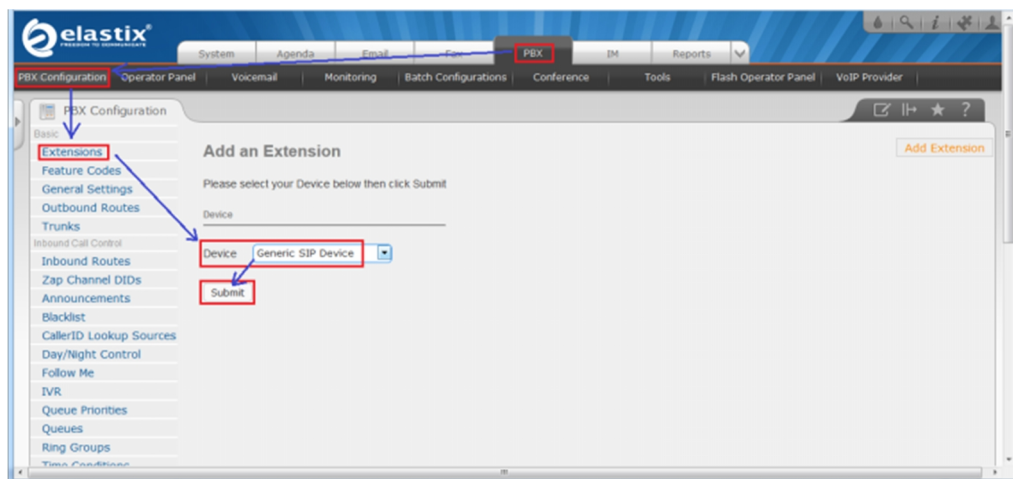 elastix®
FREEDOM TO COMMUNICATE
System Agenda Email Fax PBX IM Reports
PBX Configuration Operator Panel Voicemail Monitoring Batch Configurations Conference Tools Flash Operator Panel VoIP Provider
PBX Configuration
Basic
Extensions
Feature Codes
General Settings
Outbound Routes
Trunks
Inbound Call Control
Inbound Routes
Zap Channel DIDs
Announcements
Blacklist
CallerID Lookup Sources
Day/Night Control
Follow Me
IVR
Queue Priorities
Queues
Ring Groups
Time Conditions
Add an Extension
Add Extension
Please select your Device below then click Submit
Device
Device Generic SIP Device
Submit